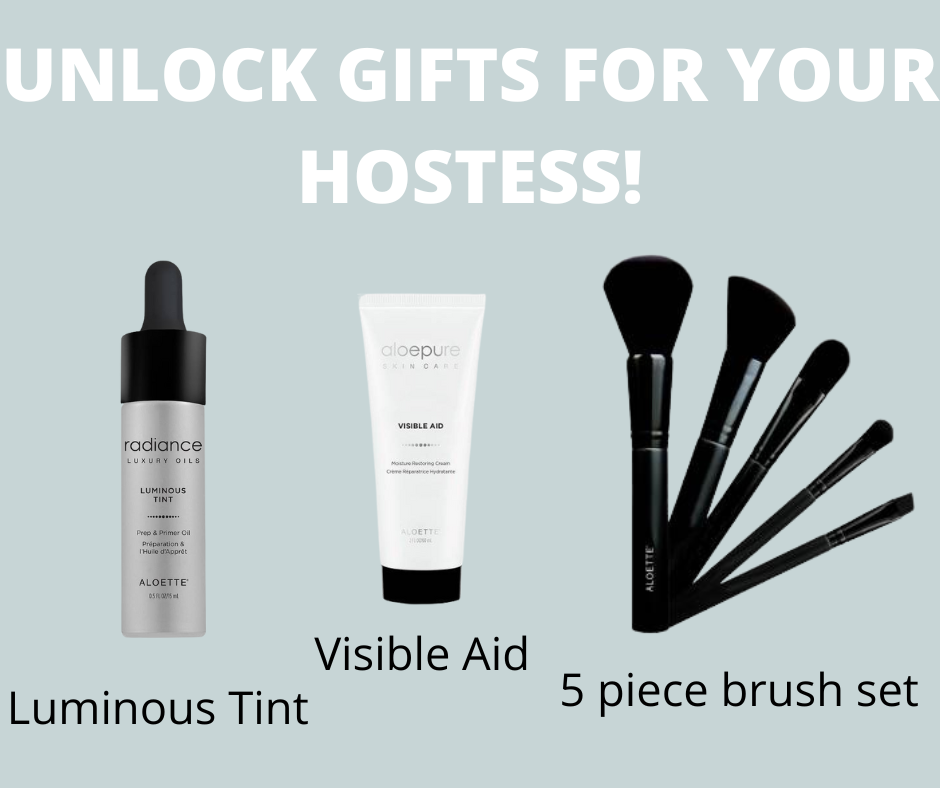 UNLOCK GIFTS FOR YOUR
HOSTESS!
radiance
LUXURY OILS
LUMINOUS
TINT
Prep & Primer Oil
Préparation &
l'Huile d'Apprêt
ALOETTE
0.5 FL OZ/15 ml
aloepure
SKIN CARE
VISIBLE AID
Moisture Restoring Cream
Crème Réparatrice Hydratante
ALOETTE
ALOETTE
Visible Aid
5 piece brush set
Luminous Tint